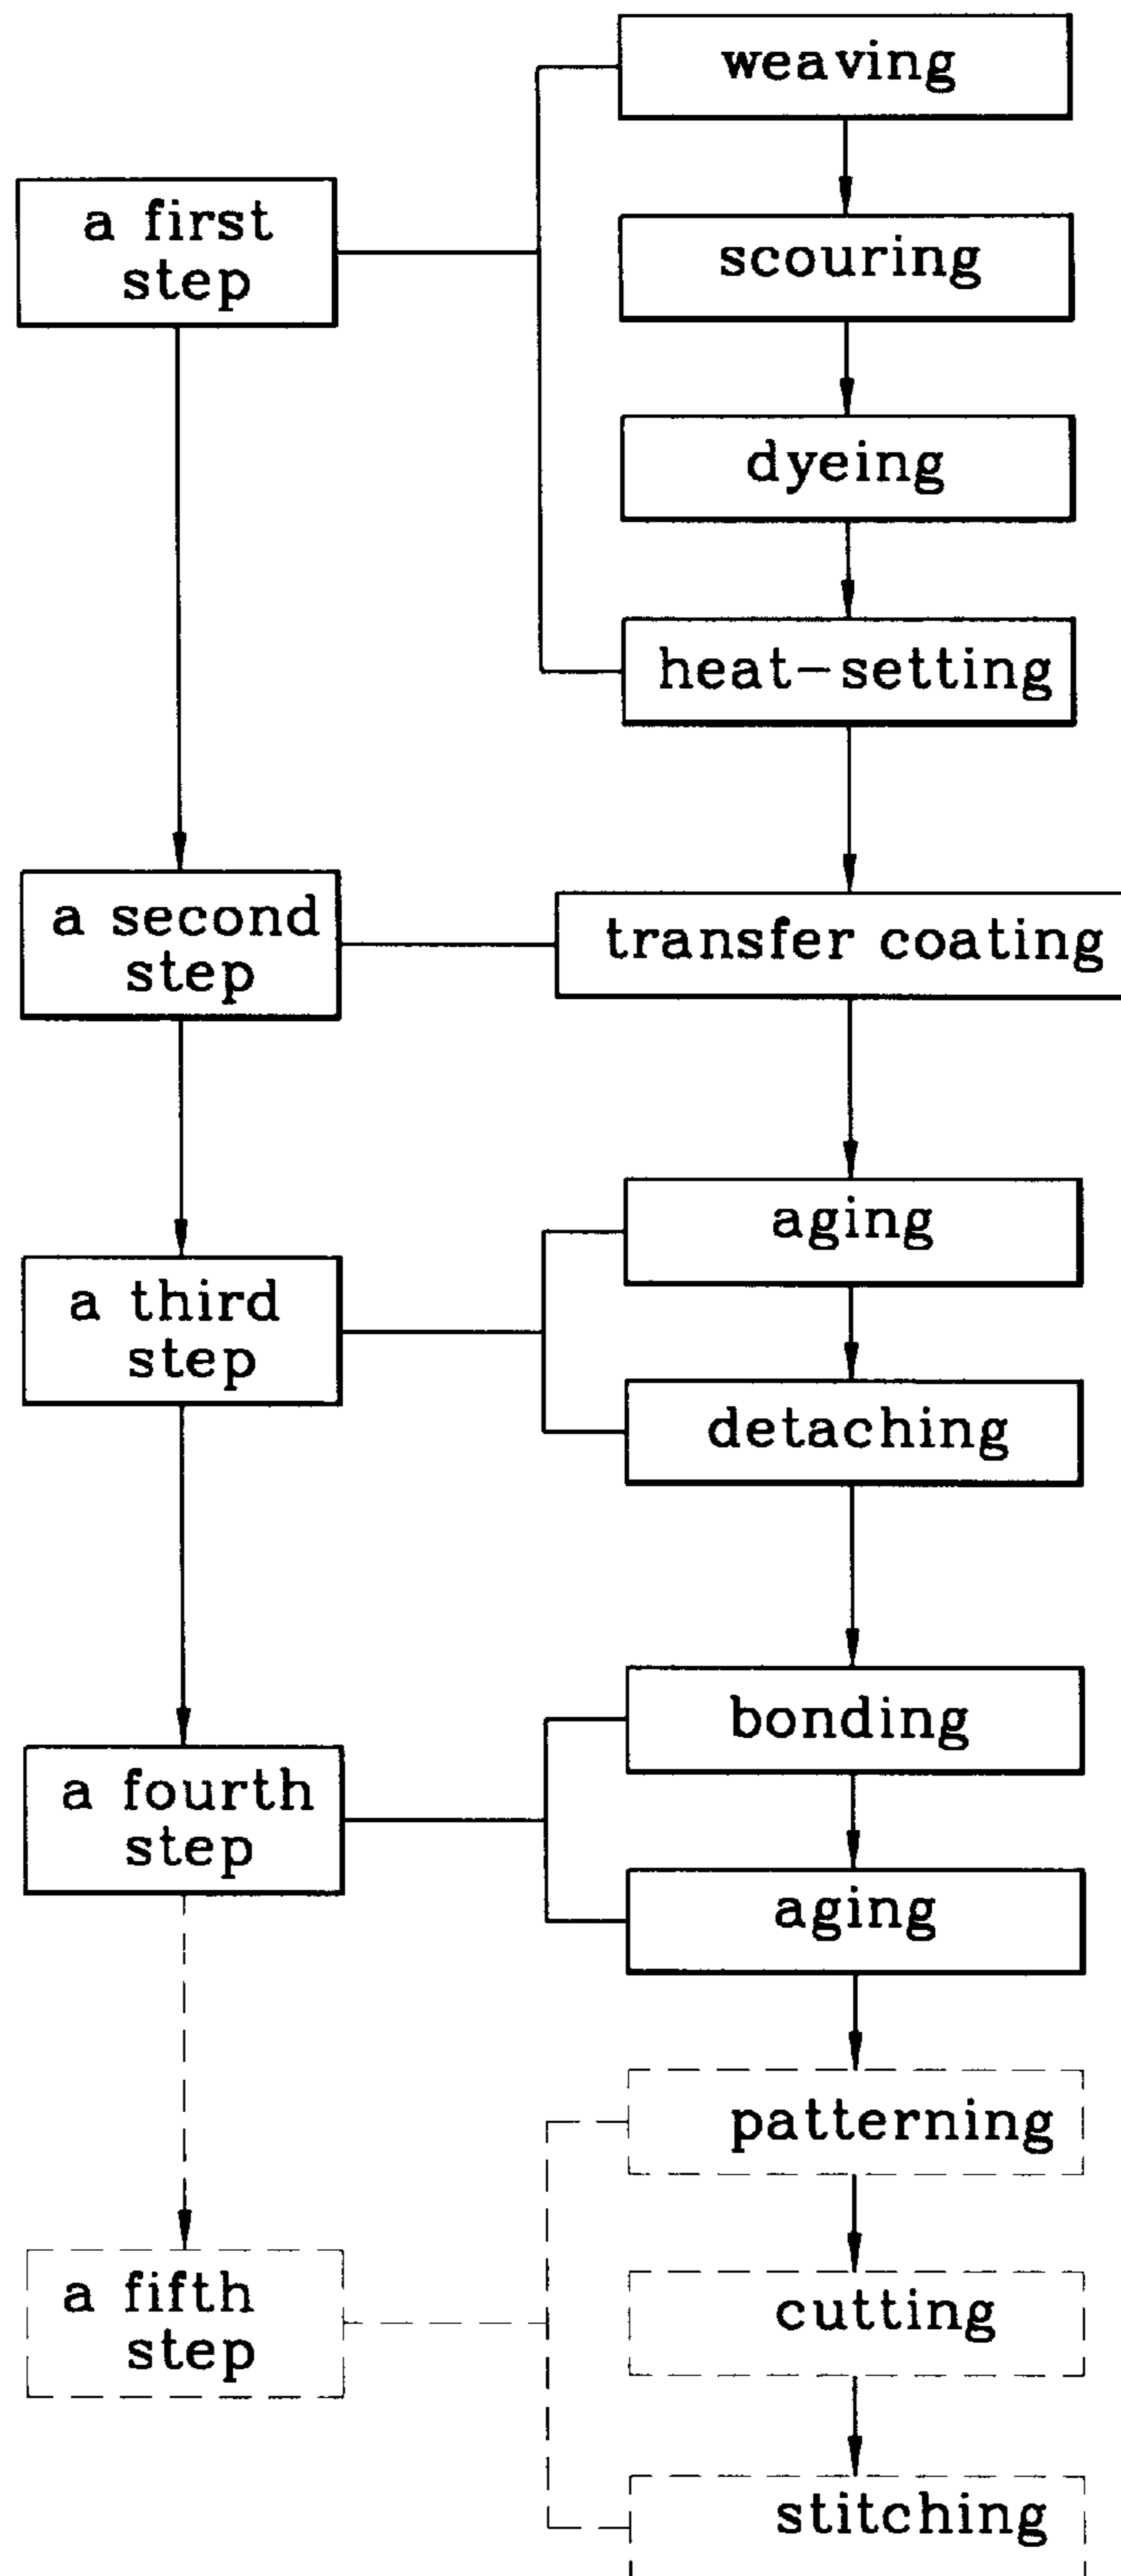 weaving
a first
step
scouring
dyeing
heat-setting
a second
step
transfer coating
aging
a third
step
detaching
bonding
a fourth
step
aging
patterning
a fifth
step
cutting
stitching